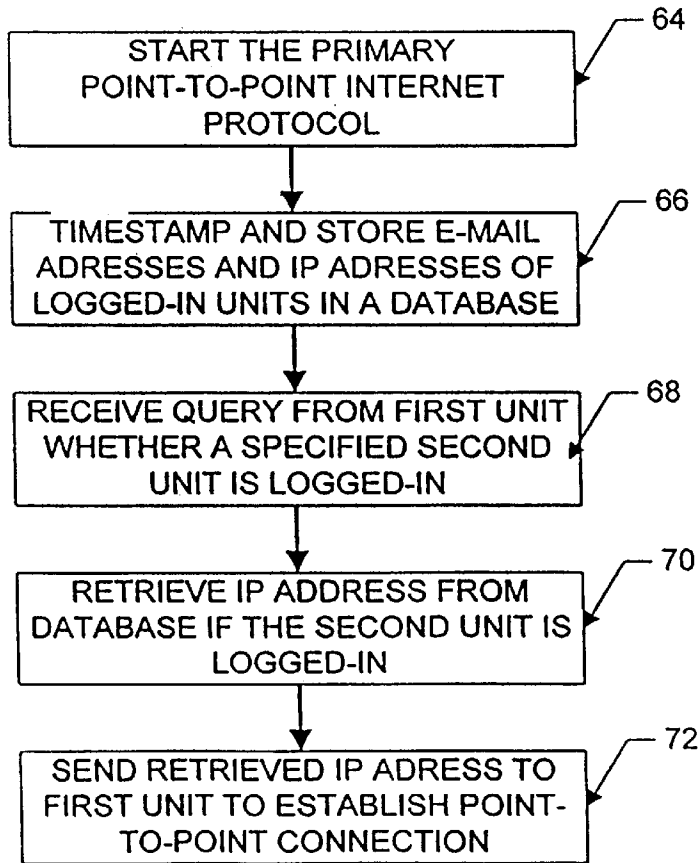 64
START THE PRIMARY
POINT-TO-POINT INTERNET
PROTOCOL
66
TIMESTAMP AND STORE E-MAIL
ADRESSES AND IP ADRESSES OF
LOGGED-IN UNITS IN A DATABASE
68
RECEIVE QUERY FROM FIRST UNIT
WHETHER A SPECIFIED SECOND
UNIT IS LOGGED-IN
70
RETRIEVE IP ADDRESS FROM
DATABASE IF THE SECOND UNIT IS
LOGGED-IN
72
SEND RETRIEVED IP ADRESS TO
FIRST UNIT TO ESTABLISH POINT-
TO-POINT CONNECTION